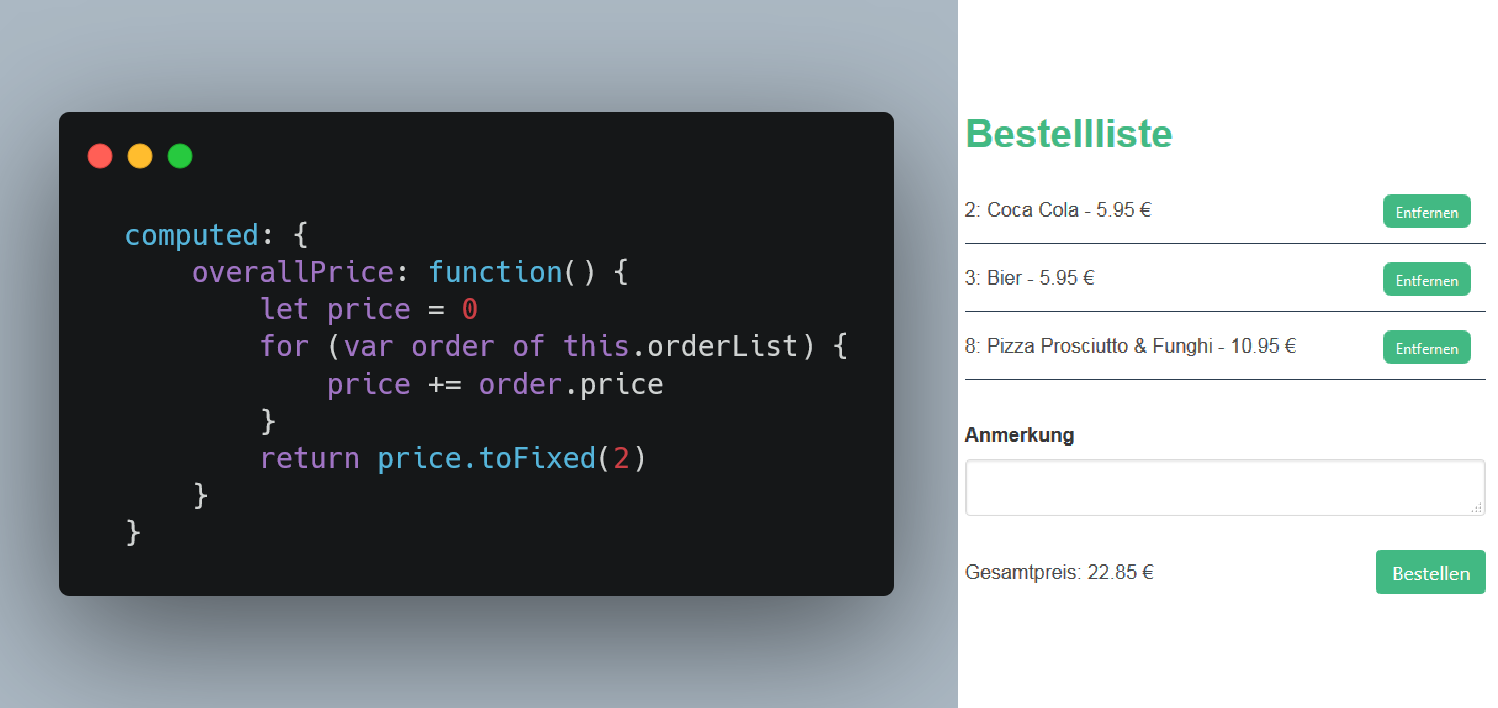 computed: {
    overallPrice: function() {
        let price = 0
        for (var order of this.orderList) {
            price += order.price
        }
        return price.toFixed(2)
    }
}
Bestellliste
2: Coca Cola - 5.95 € Entfernen
3: Bier - 5.95 € Entfernen
8: Pizza Prosciutto & Funghi - 10.95 € Entfernen
Anmerkung
Gesamtpreis: 22.85 € Bestellen